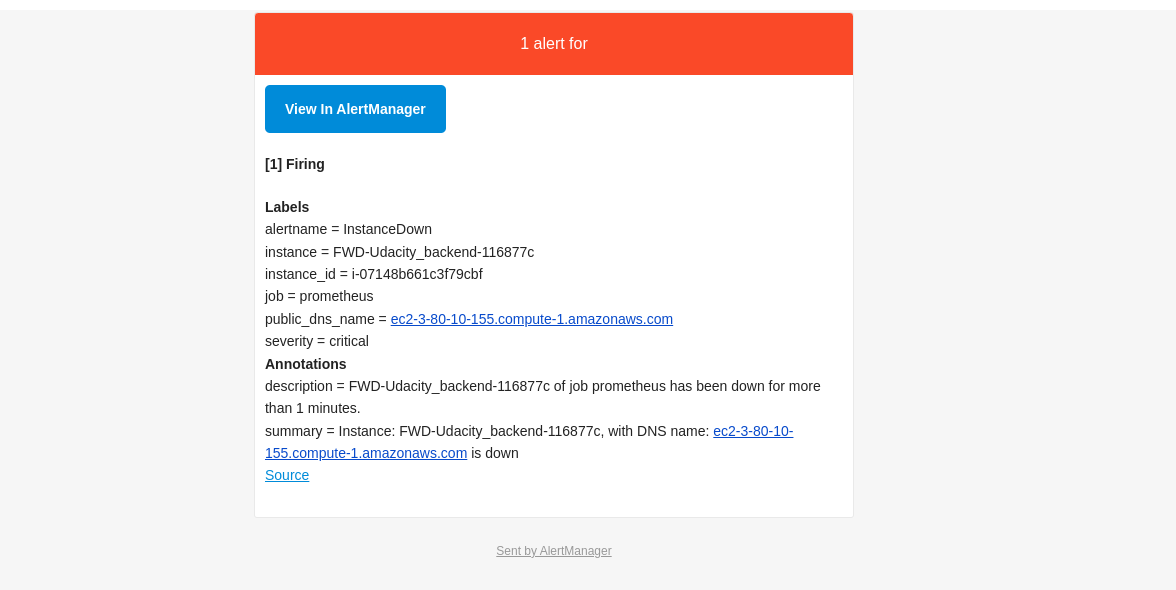 1 alert for
View In AlertManager
[1] Firing
Labels
alertname = InstanceDown
instance = FWD-Udacity_backend-116877c
instance_id = i-07148b661c3f79cbf
job = prometheus
public_dns_name = ec2-3-80-10-155.compute-1.amazonaws.com
severity = critical
Annotations
description = FWD-Udacity_backend-116877c of job prometheus has been down for more
than 1 minutes.
summary = Instance: FWD-Udacity_backend-116877c, with DNS name: ec2-3-80-10-
155.compute-1.amazonaws.com is down
Source
Sent by AlertManager